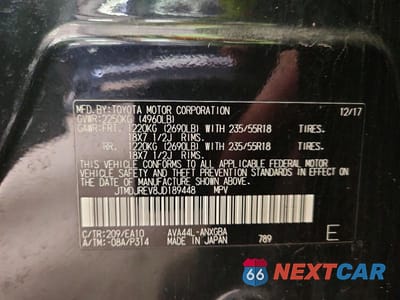 MFD.BY:TOYOTA MOTOR CORPORATION 12/17
GVWR:2250KG (4960LB)
GAWR:FRT. 1220KG (2690LB) WITH 235/55R18 TIRES.
18X7 1/2J RIMS.
RR. 1220KG (2690LB) WITH 235/55R18 TIRES.
18X7 1/2J RIMS.
THIS VEHICLE CONFORMS TO ALL APPLICABLE FEDERAL MOTOR
VEHICLE SAFETY AND THEFT PREVENTION STANDARDS IN EFFECT
ON THE DATE OF MANUFACTURE SHOWN ABOVE.
JTMDJREV8JD189448 MPV
C/TR:209/EA10 AVA44L-ANXGBA
A/TM:-08A/P314 MADE IN JAPAN 789 E
66 NEXTCAR